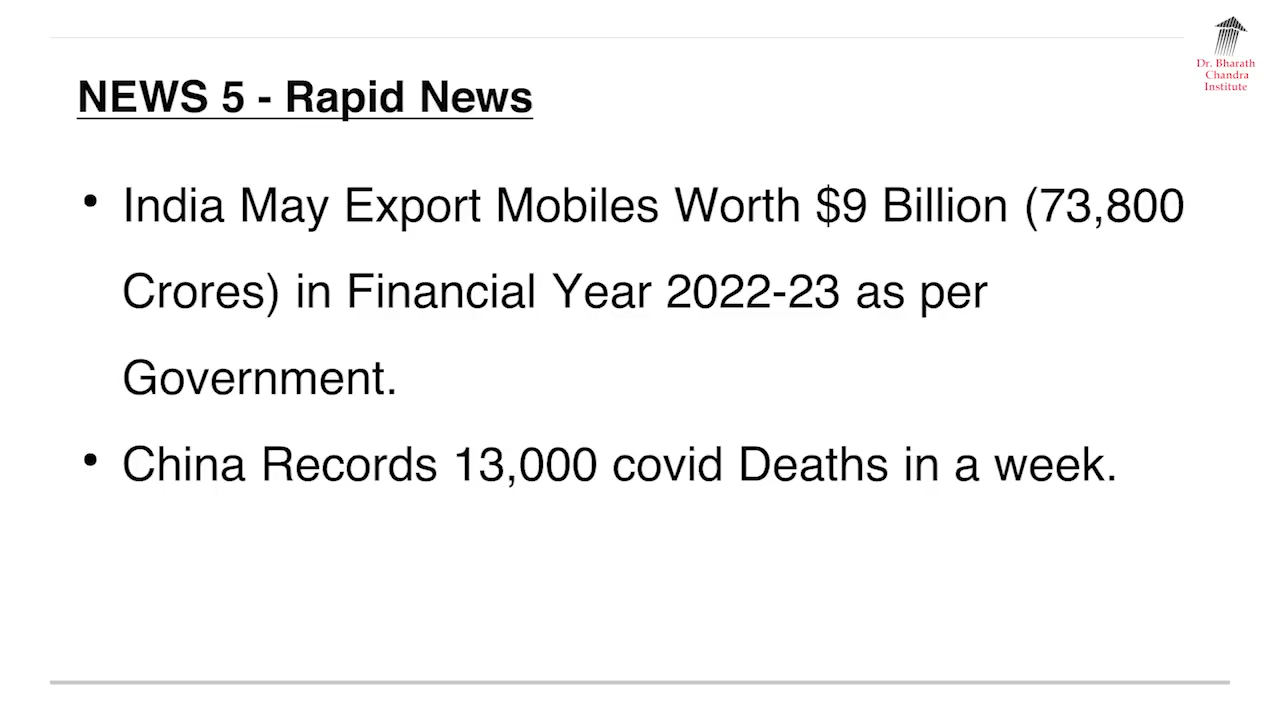 Dr. Bharath
Chandra
Institute
NEWS 5 - Rapid News
• India May Export Mobiles Worth $9 Billion (73,800
Crores) in Financial Year 2022-23 as per
Government.
• China Records 13,000 covid Deaths in a week.